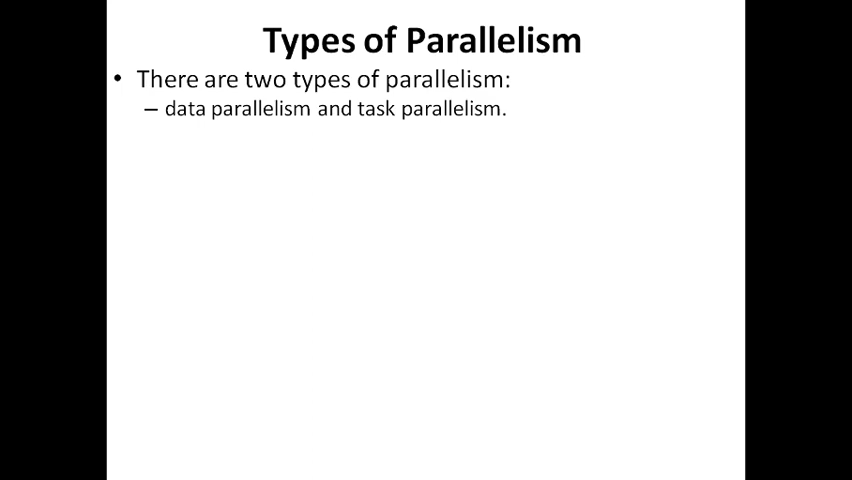 Types of Parallelism
• There are two types of parallelism:
– data parallelism and task parallelism.